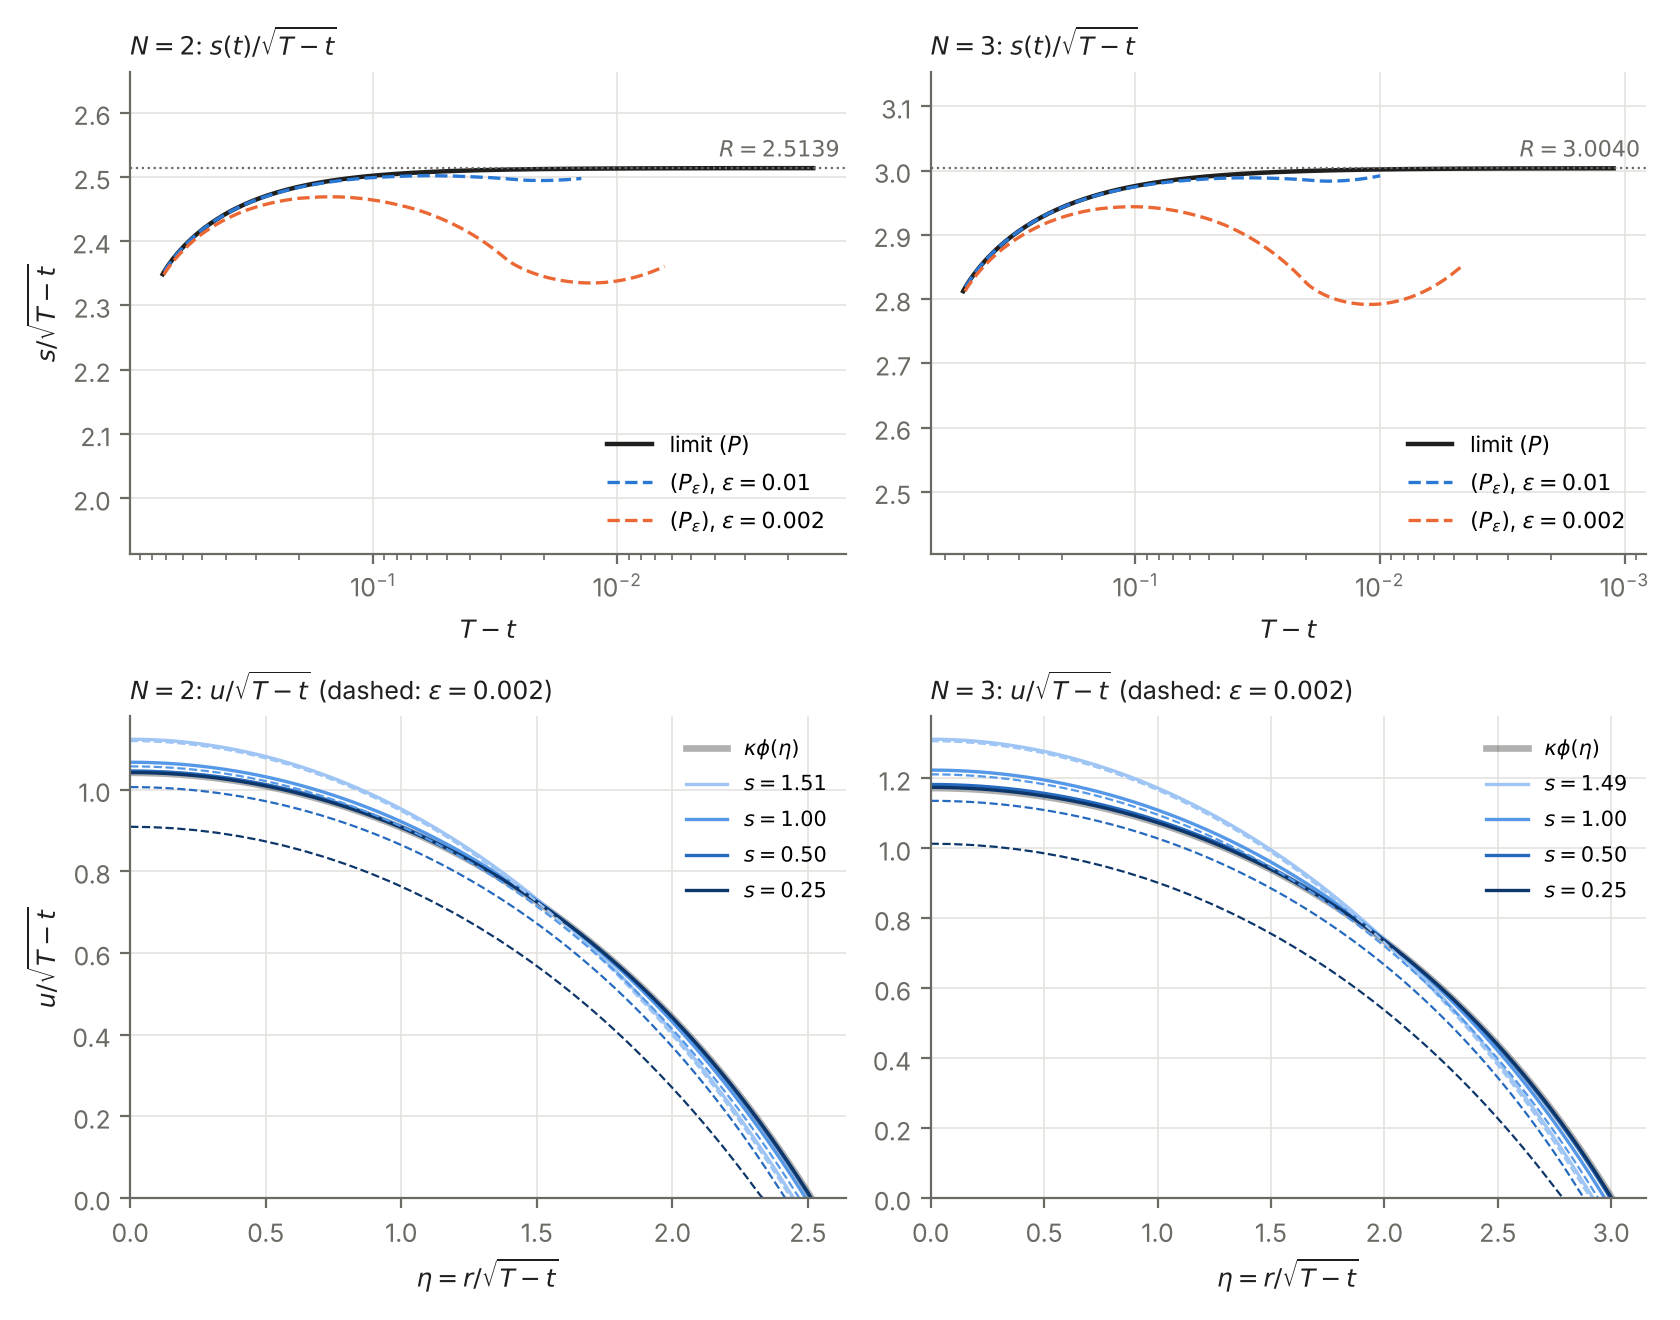 N = 2: s(t)/√T − t
2.6
2.5
2.4
2.3
2.2
2.1
2.0
s/√T − t
R = 2.5139
limit (P)
(Pε), ε = 0.01
(Pε), ε = 0.002
10⁻¹
10⁻²
T − t
N = 3: s(t)/√T − t
3.1
3.0
2.9
2.8
2.7
2.6
2.5
R = 3.0040
limit (P)
(Pε), ε = 0.01
(Pε), ε = 0.002
10⁻¹
10⁻²
10⁻³
T − t
N = 2: u/√T − t (dashed: ε = 0.002)
1.0
0.8
0.6
0.4
0.2
0.0
u/√T − t
κϕ(η)
s = 1.51
s = 1.00
s = 0.50
s = 0.25
0.0
0.5
1.0
1.5
2.0
2.5
η = r/√T − t
N = 3: u/√T − t (dashed: ε = 0.002)
1.2
1.0
0.8
0.6
0.4
0.2
0.0
κϕ(η)
s = 1.49
s = 1.00
s = 0.50
s = 0.25
0.0
0.5
1.0
1.5
2.0
2.5
3.0
η = r/√T − t